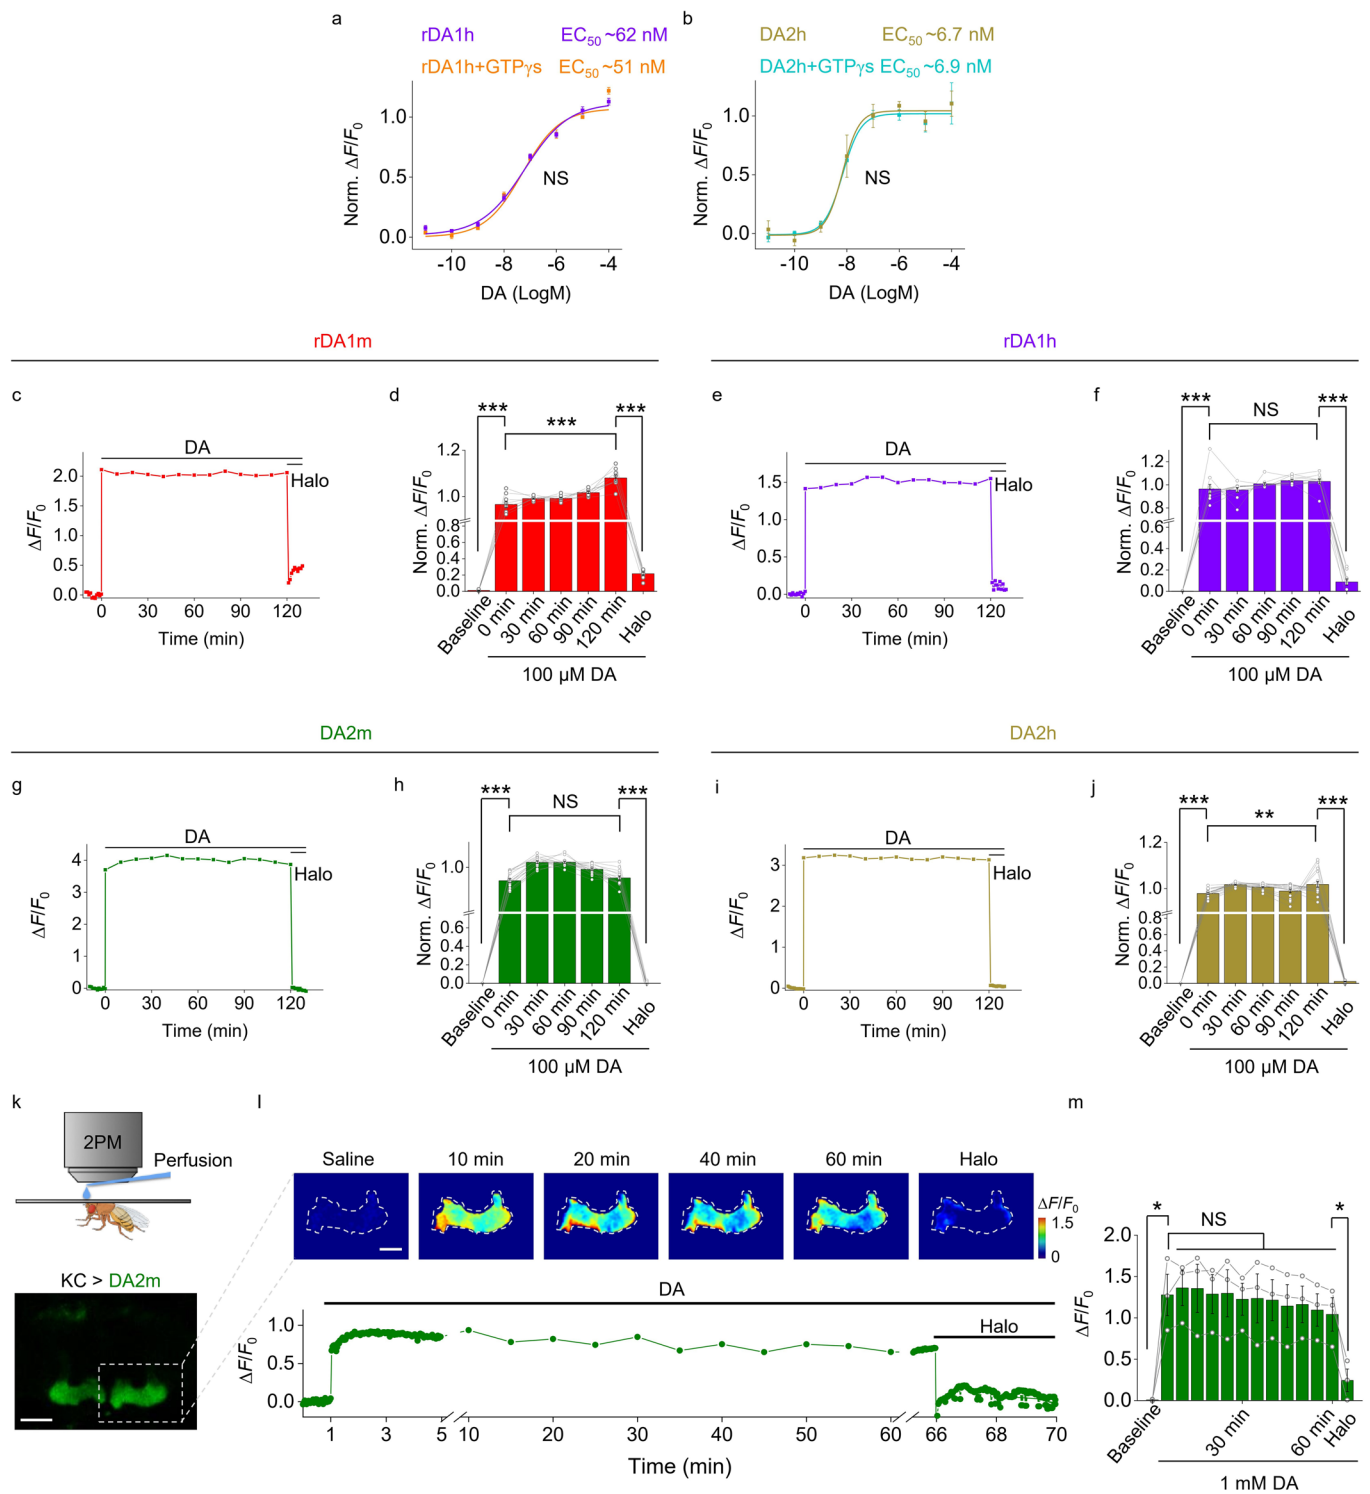 a
rDA1h EC50 ~62 nM
rDA1h+GTPγs EC50 ~51 nM
Norm. ΔF/F0
1.0
0.5
0.0
NS
-10 -8 -6 -4
DA (LogM)
b
DA2h EC50 ~6.7 nM
DA2h+GTPγs EC50 ~6.9 nM
Norm. ΔF/F0
1.0
0.5
0.0
NS
-10 -8 -6 -4
DA (LogM)
rDA1m
c
DA
Halo
ΔF/F0
2.0
1.5
1.0
0.5
0.0
0 30 60 90 120
Time (min)
d
*** *** ***
Norm. ΔF/F0
1.2
1.0
0.8
0.6
0.4
0.2
0.0
Baseline 0 min 30 min 60 min 90 min 120 min Halo
100 μM DA
rDA1h
e
DA
Halo
ΔF/F0
1.5
1.0
0.5
0.0
0 30 60 90 120
Time (min)
f
*** NS ***
Norm. ΔF/F0
1.2
1.0
0.8
0.6
0.4
0.2
0.0
Baseline 0 min 30 min 60 min 90 min 120 min Halo
100 μM DA
DA2m
g
DA
Halo
ΔF/F0
4
3
2
1
0
0 30 60 90 120
Time (min)
h
*** NS ***
Norm. ΔF/F0
1.0
0.8
0.6
0.4
0.2
0.0
Baseline 0 min 30 min 60 min 90 min 120 min Halo
100 μM DA
DA2h
i
DA
Halo
ΔF/F0
3
2
1
0
0 30 60 90 120
Time (min)
j
*** ** ***
Norm. ΔF/F0
1.2
1.0
0.8
0.6
0.4
0.2
0.0
Baseline 0 min 30 min 60 min 90 min 120 min Halo
100 μM DA
k
2PM
Perfusion
KC > DA2m
l
Saline 10 min 20 min 40 min 60 min Halo
ΔF/F0
1.5
0
DA
Halo
ΔF/F0
1.0
0.5
0.0
1 3 5 10 20 30 40 50 60 66 68 70
Time (min)
m
* NS *
ΔF/F0
2.0
1.5
1.0
0.5
0.0
Baseline 30 min 60 min Halo
1 mM DA